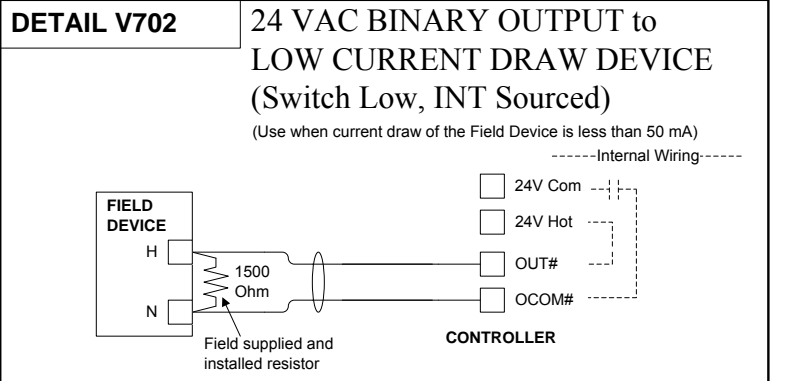 DETAIL V702
24 VAC BINARY OUTPUT to
LOW CURRENT DRAW DEVICE
(Switch Low, INT Sourced)
(Use when current draw of the Field Device is less than 50 mA)
Internal Wiring
24V Com
FIELD
DEVICE
24V Hot
H
OUT#
1500
Ohm
OCOM#
N
CONTROLLER
Field supplied and
installed resistor